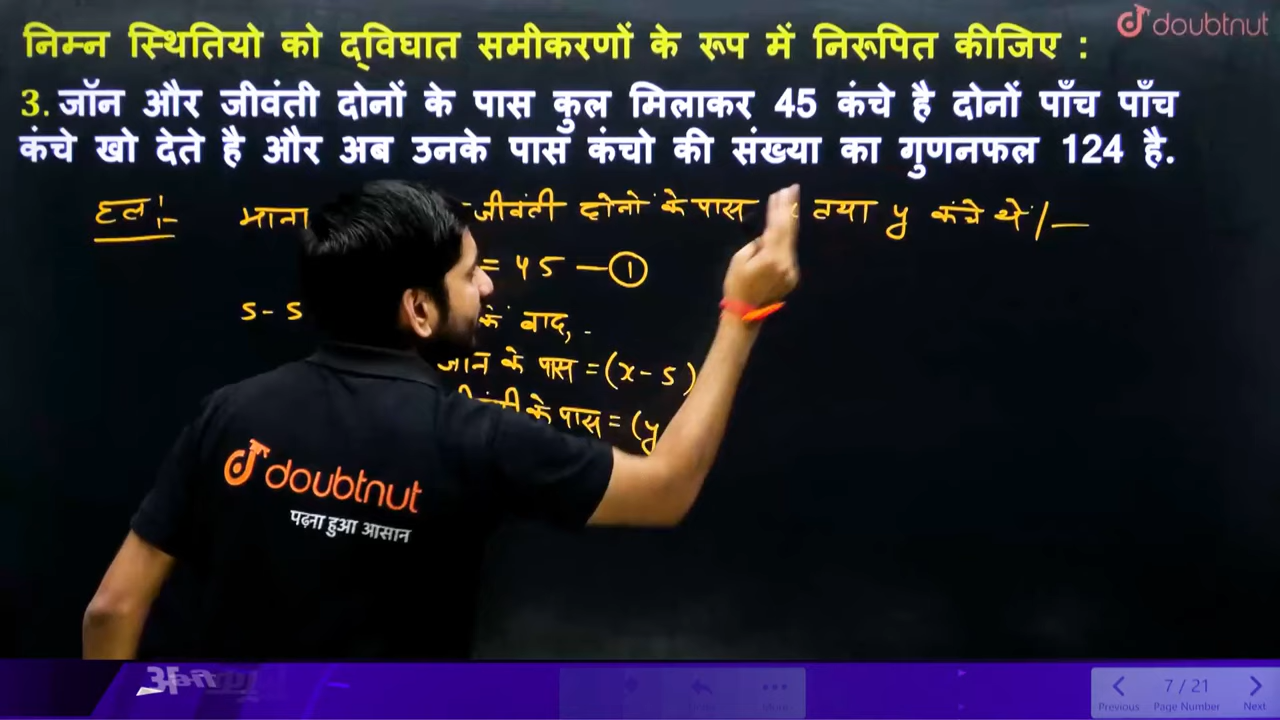 doubtnut
निम्न स्थितियो को द्विघात समीकरणों के रूप में निरूपित कीजिए :
3. जॉन और जीवंती दोनों के पास कुल मिलाकर 45 कंचे है दोनों पाँच पाँच
कंचे खो देते है और अब उनके पास कंचो की संख्या का गुणनफल 124 है.
हल :- माना जीवंती दोनों के पास तथा y कंचे थे/-
= 45 — ①
5-5 के बाद,-
जान के पास = (x-5)
के पास = (y
doubtnut
पढ़ना हुआ आसान
7 / 21
Previous Page Number Next